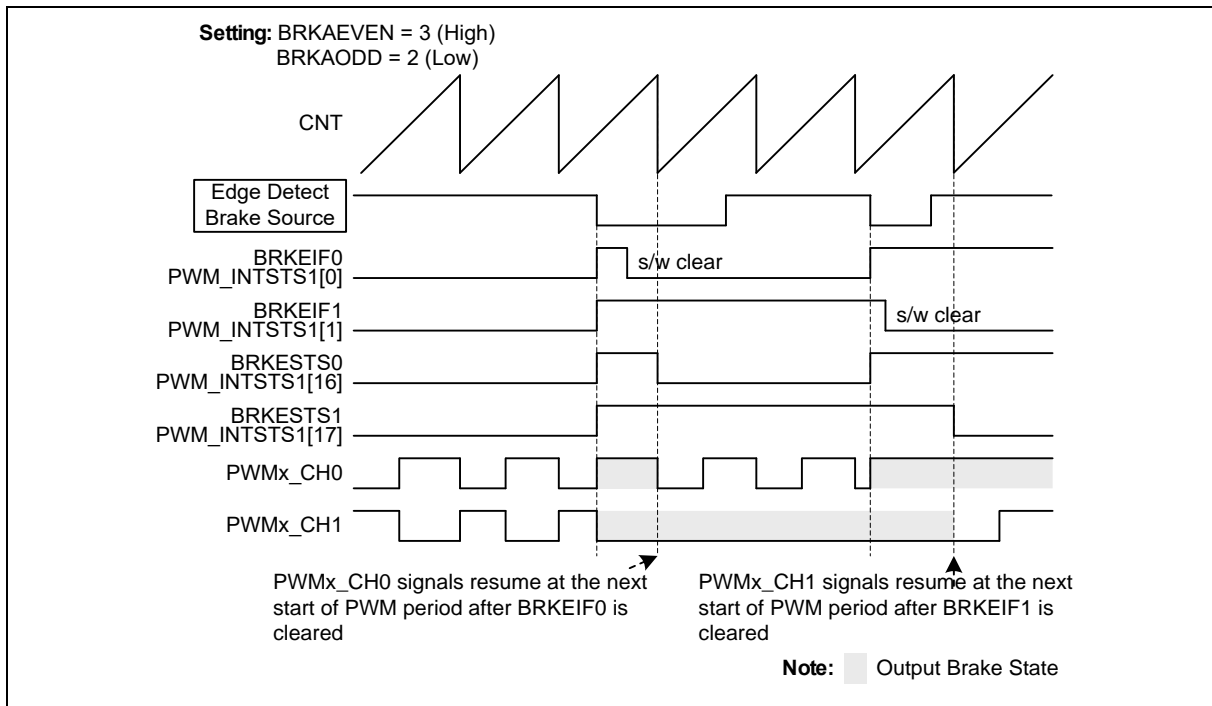 Setting: BRKAEVEN = 3 (High)
BRKAODD = 2 (Low)
CNT
Edge Detect
Brake Source
BRKEIF0
PWM_INTSTS1[0]
s/w clear
BRKEIF1
PWM_INTSTS1[1]
s/w clear
BRKESTS0
PWM_INTSTS1[16]
BRKESTS1
PWM_INTSTS1[17]
PWMx_CH0
PWMx_CH1
PWMx_CH0 signals resume at the next
start of PWM period after BRKEIF0 is
cleared
PWMx_CH1 signals resume at the next
start of PWM period after BRKEIF1 is
cleared
Note: Output Brake State